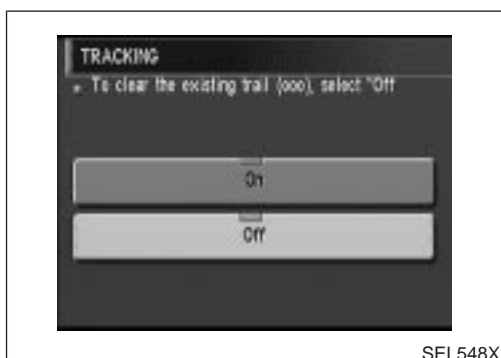 TRACKING
• To clear the existing trail (ooo), select "Off
On
Off
SEL548X